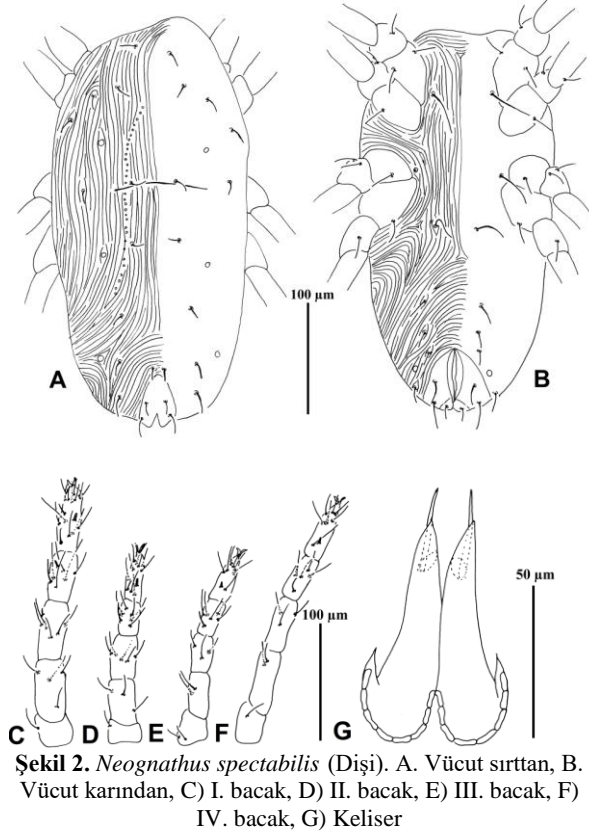 A
100 µm
B
C
D
E
F
100 µm
G
50 µm
Şekil 2. Neognathus spectabilis (Dişi). A. Vücut sırttan, B.
Vücut karından, C) I. bacak, D) II. bacak, E) III. bacak, F)
IV. bacak, G) Keliser